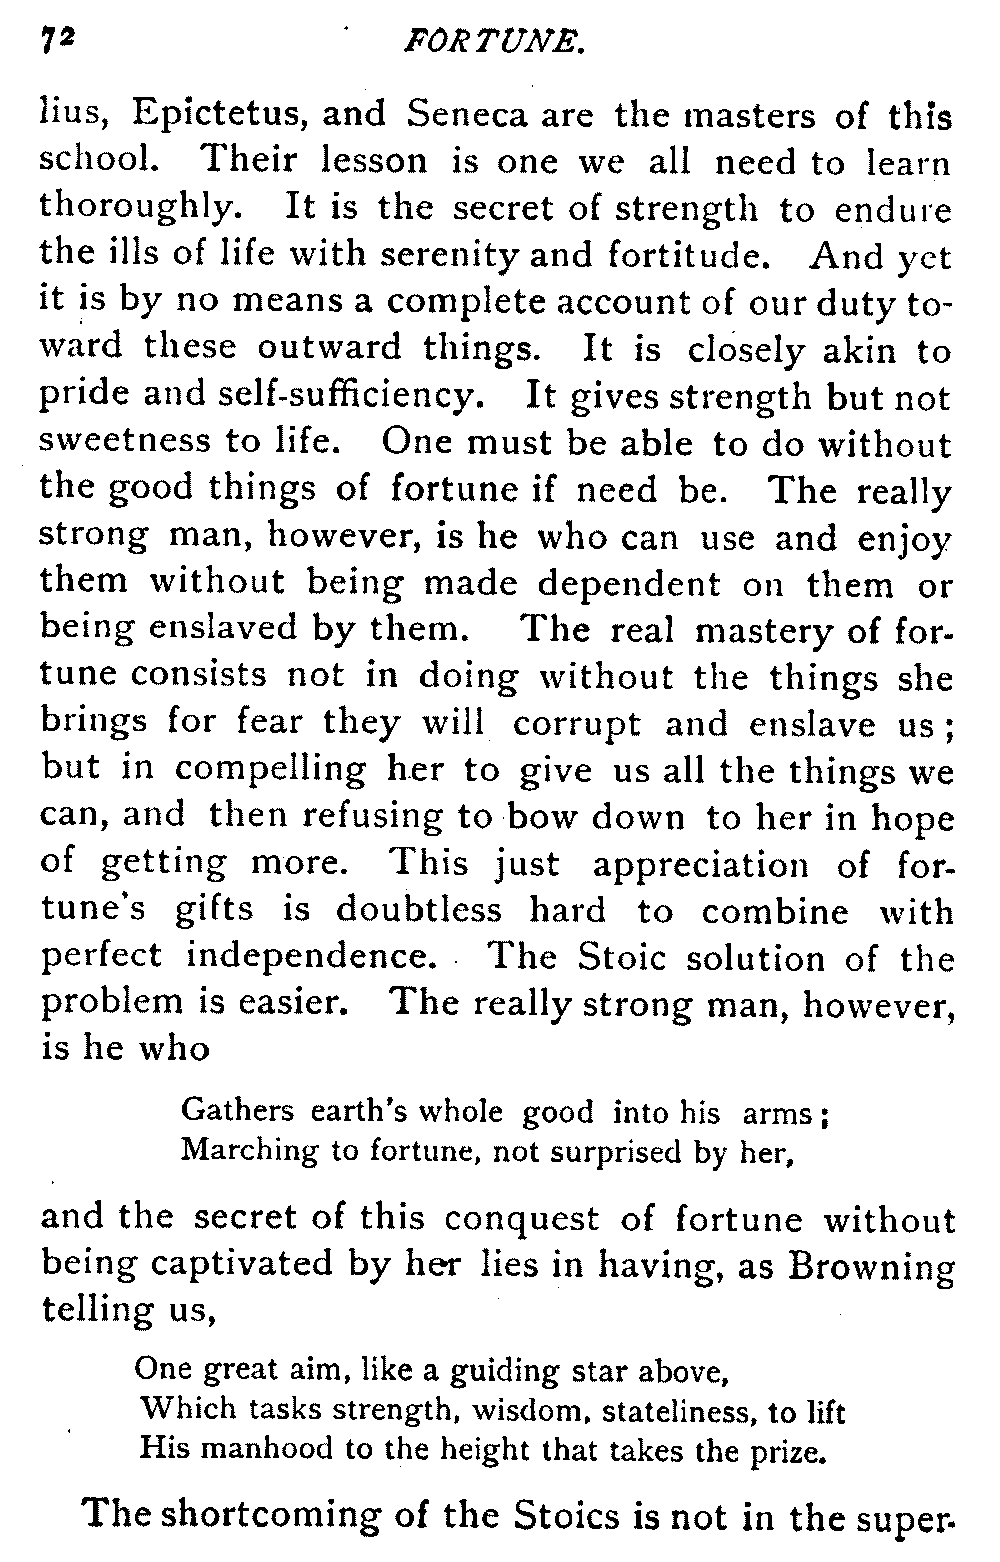 72 FORTUNE.
lius, Epictetus, and Seneca are the masters of this
school. Their lesson is one we all need to learn
thoroughly. It is the secret of strength to endure
the ills of life with serenity and fortitude. And yet
it is by no means a complete account of our duty to-
ward these outward things. It is closely akin to
pride and self-sufficiency. It gives strength but not
sweetness to life. One must be able to do without
the good things of fortune if need be. The really
strong man, however, is he who can use and enjoy
them without being made dependent on them or
being enslaved by them. The real mastery of for-
tune consists not in doing without the things she
brings for fear they will corrupt and enslave us;
but in compelling her to give us all the things we
can, and then refusing to bow down to her in hope
of getting more. This just appreciation of for-
tune's gifts is doubtless hard to combine with
perfect independence. The Stoic solution of the
problem is easier. The really strong man, however,
is he who
Gathers earth's whole good into his arms;
Marching to fortune, not surprised by her,
and the secret of this conquest of fortune without
being captivated by her lies in having, as Browning
telling us,
One great aim, like a guiding star above,
Which tasks strength, wisdom, stateliness, to lift
His manhood to the height that takes the prize.
The shortcoming of the Stoics is not in the super-